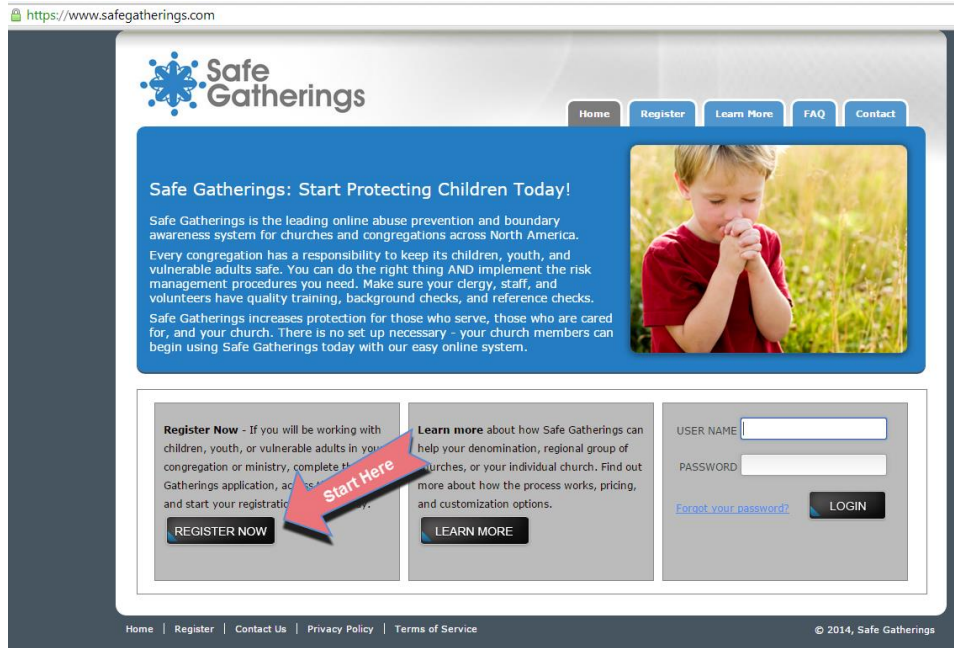 https://www.safegatherings.com
Safe
Gatherings
Home Register Learn More FAQ Contact
Safe Gatherings: Start Protecting Children Today!
Safe Gatherings is the leading online abuse prevention and boundary
awareness system for churches and congregations across North America.
Every congregation has a responsibility to keep its children, youth, and
vulnerable adults safe. You can do the right thing AND implement the risk
management procedures you need. Make sure your clergy, staff, and
volunteers have quality training, background checks, and reference checks.
Safe Gatherings increases protection for those who serve, those who are cared
for, and your church. There is no set up necessary - your church members can
begin using Safe Gatherings today with our easy online system.
Register Now - If you will be working with
children, youth, or vulnerable adults in your
congregation or ministry, complete
Gatherings application,
and start your
REGISTER NOW
Start Here
Learn more about how Safe Gatherings can
help your denomination, regional group of
churches, or your individual church. Find out
more about how the process works, pricing,
and customization options.
LEARN MORE
USER NAME
PASSWORD
Forgot your password? LOGIN
Home | Register | Contact Us | Privacy Policy | Terms of Service
© 2014, Safe Gatherings